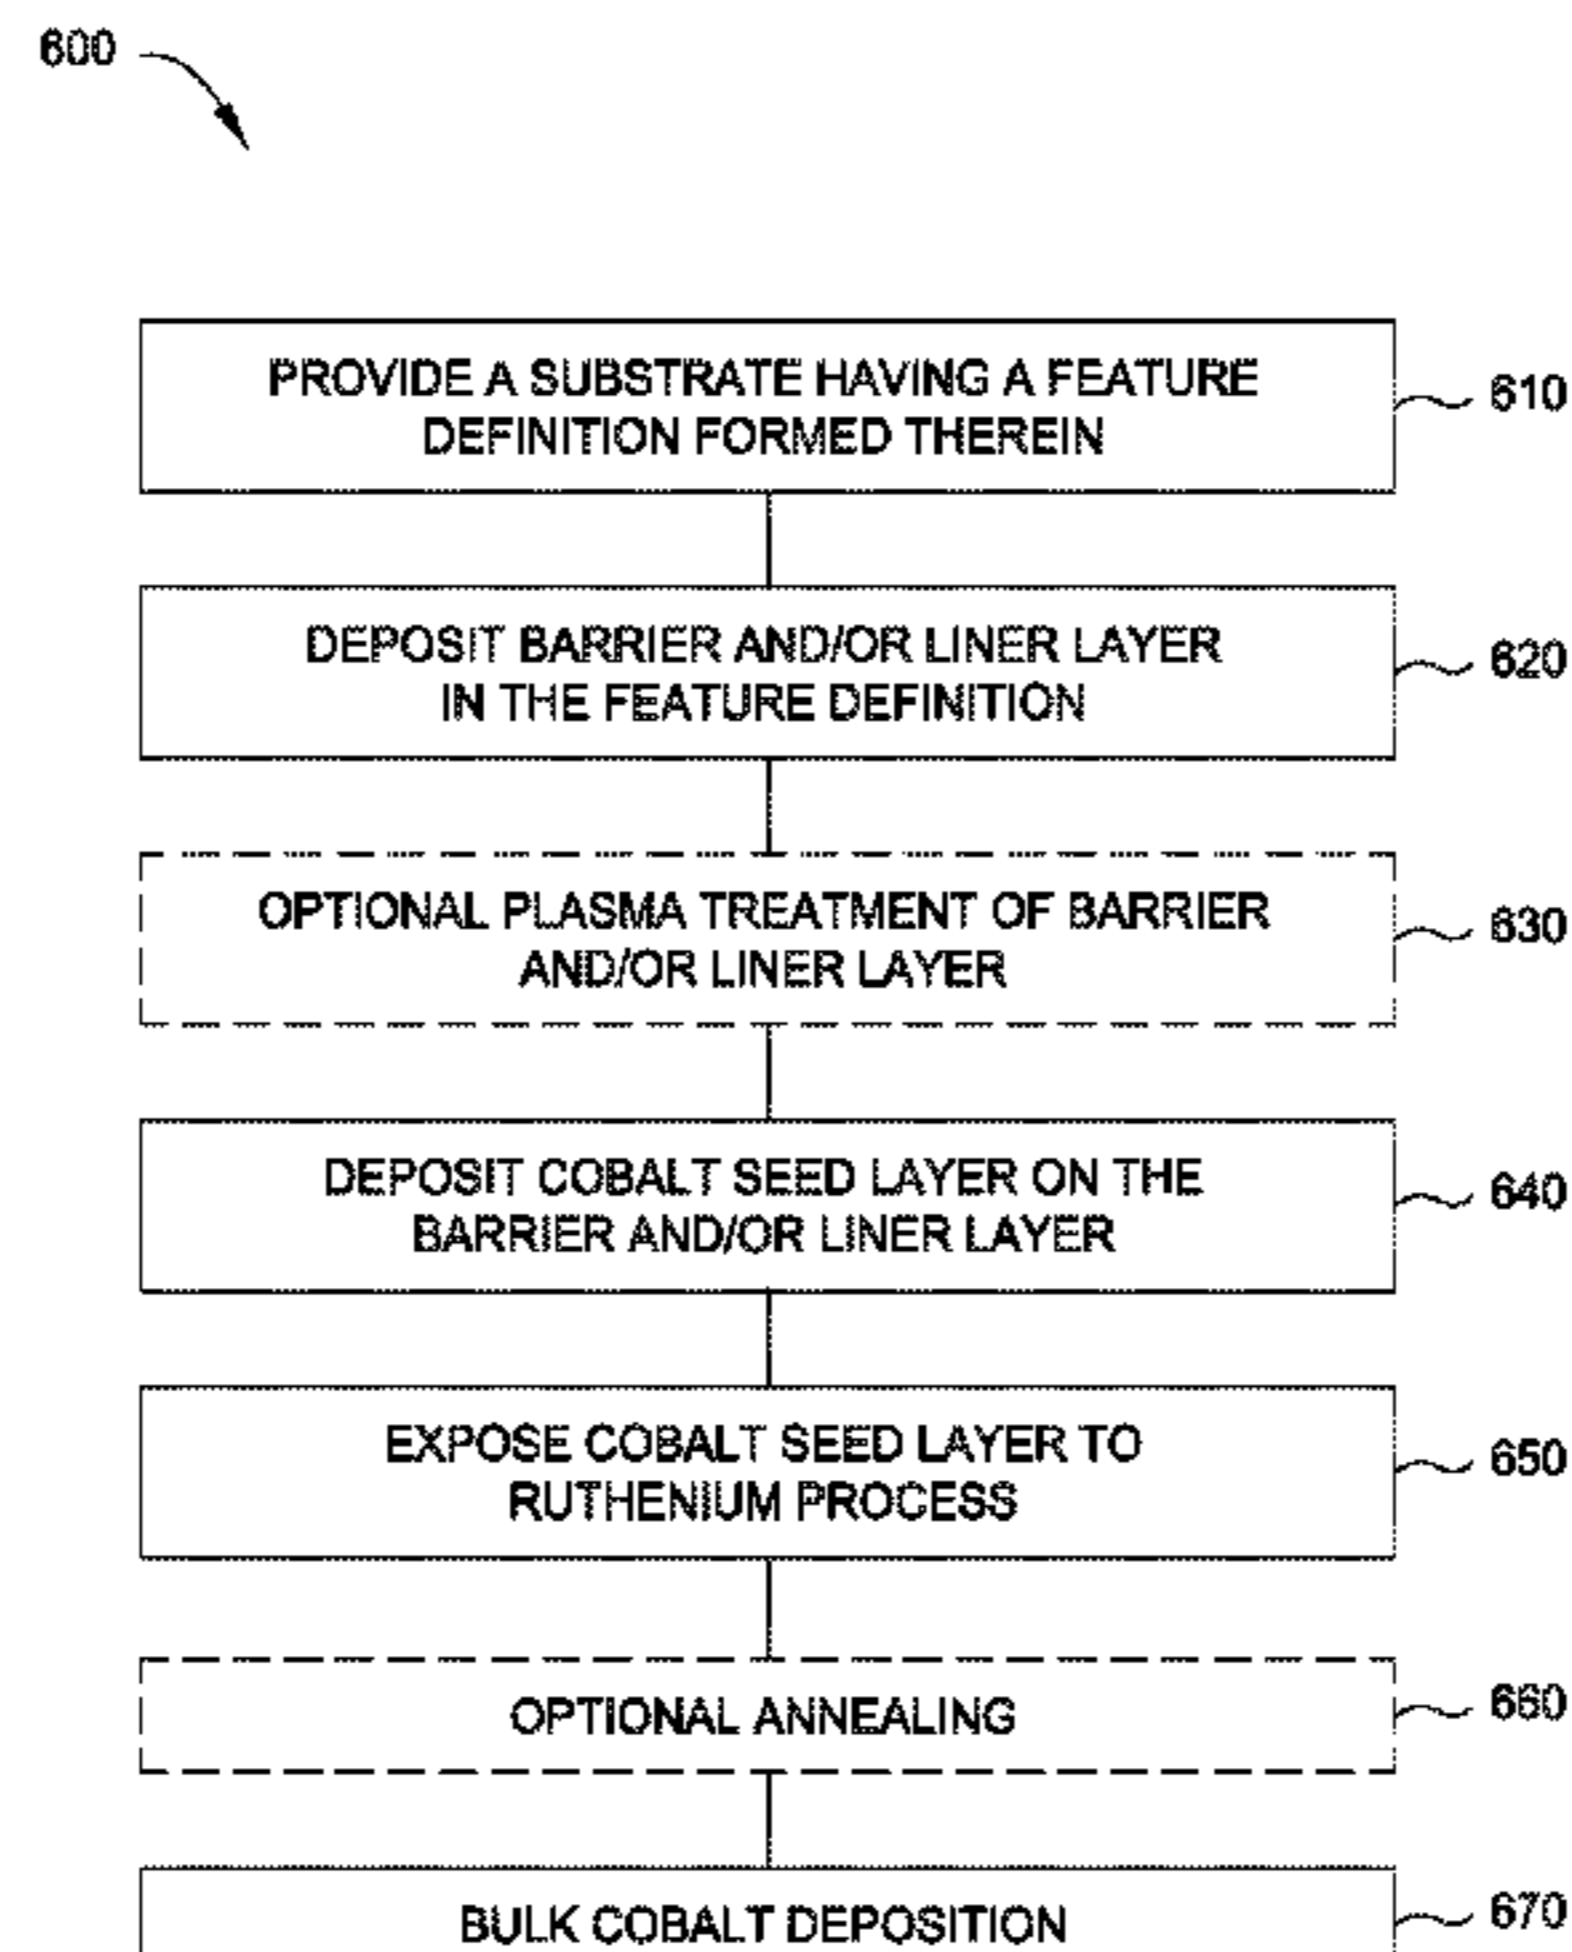 600
PROVIDE A SUBSTRATE HAVING A FEATURE
DEFINITION FORMED THEREIN
610
DEPOSIT BARRIER AND/OR LINER LAYER
IN THE FEATURE DEFINITION
620
OPTIONAL PLASMA TREATMENT OF BARRIER
AND/OR LINER LAYER
630
DEPOSIT COBALT SEED LAYER ON THE
BARRIER AND/OR LINER LAYER
640
EXPOSE COBALT SEED LAYER TO
RUTHENIUM PROCESS
650
OPTIONAL ANNEALING
660
BULK COBALT DEPOSITION
670